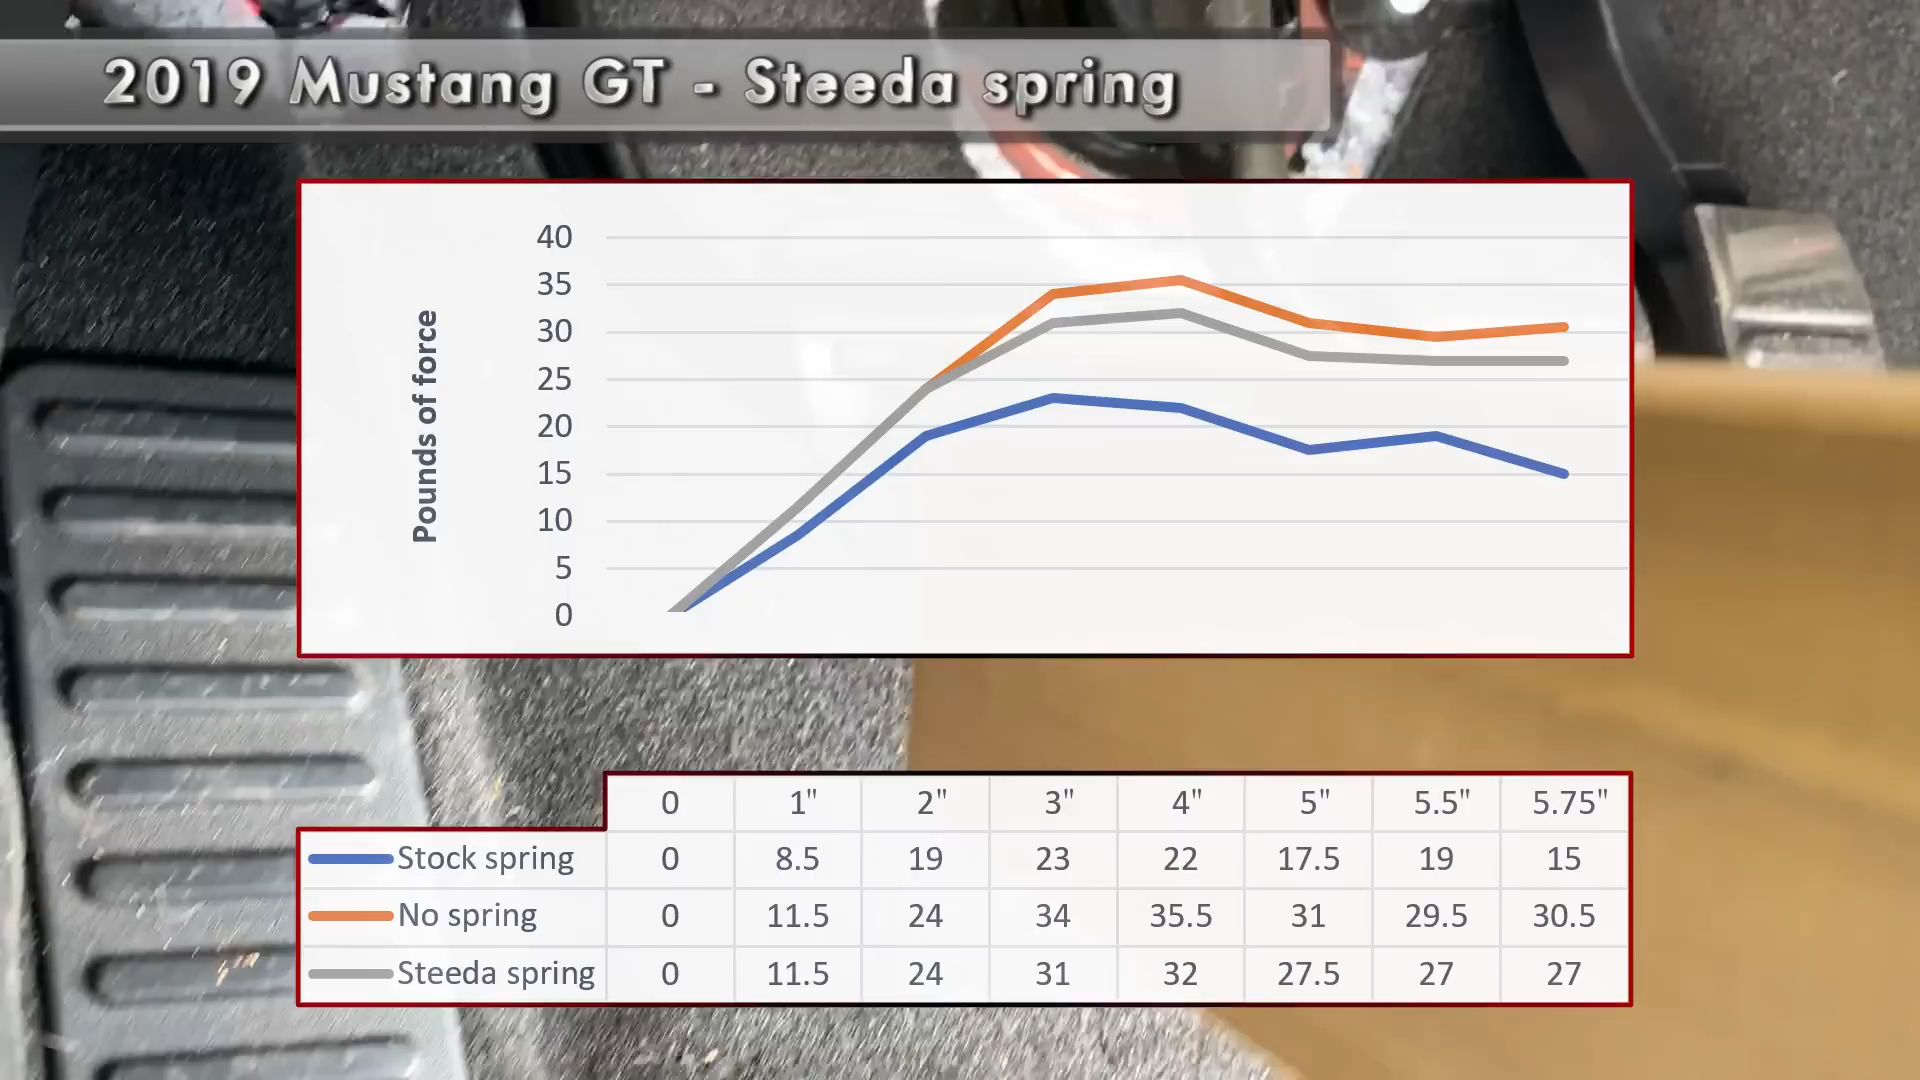 2019 Mustang GT - Steeda spring
40
35
30
25
20
15
10
5
0
Pounds of force
0 1" 2" 3" 4" 5" 5.5" 5.75"
Stock spring 0 8.5 19 23 22 17.5 19 15
No spring 0 11.5 24 34 35.5 31 29.5 30.5
Steeda spring 0 11.5 24 31 32 27.5 27 27